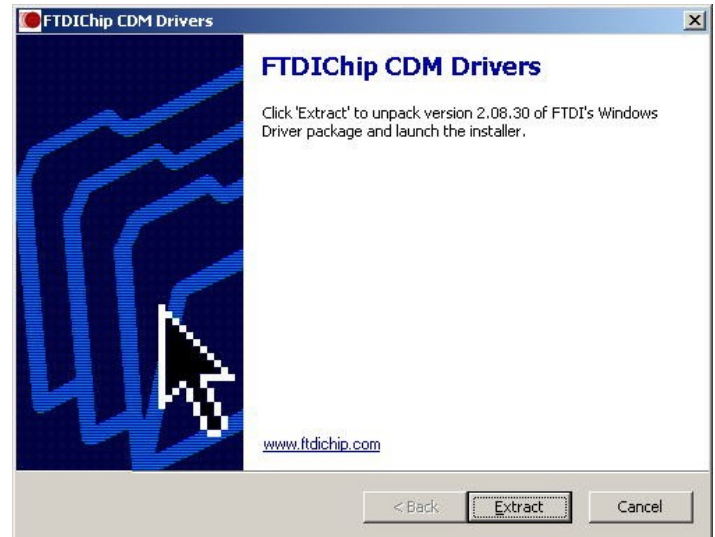 FTDIChip CDM Drivers
FTDIChip CDM Drivers
Click 'Extract' to unpack version 2.08.30 of FTDI's Windows
Driver package and launch the installer.
www.ftdichip.com
< Back Extract Cancel